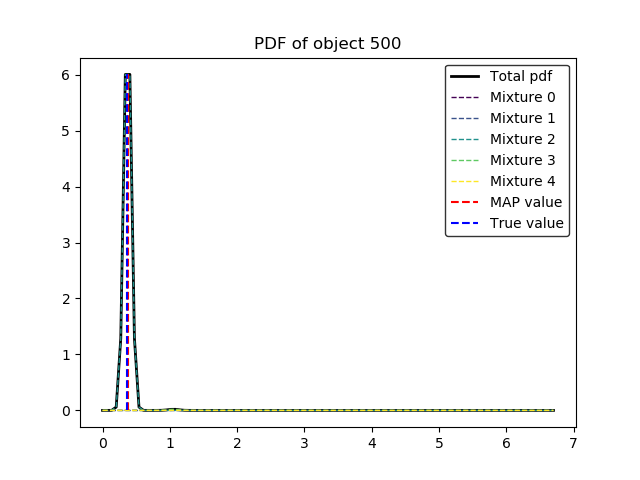 PDF of object 500
Total pdf
Mixture 0
Mixture 1
Mixture 2
Mixture 3
Mixture 4
MAP value
True value
6
5
4
3
2
1
0
0 1 2 3 4 5 6 7